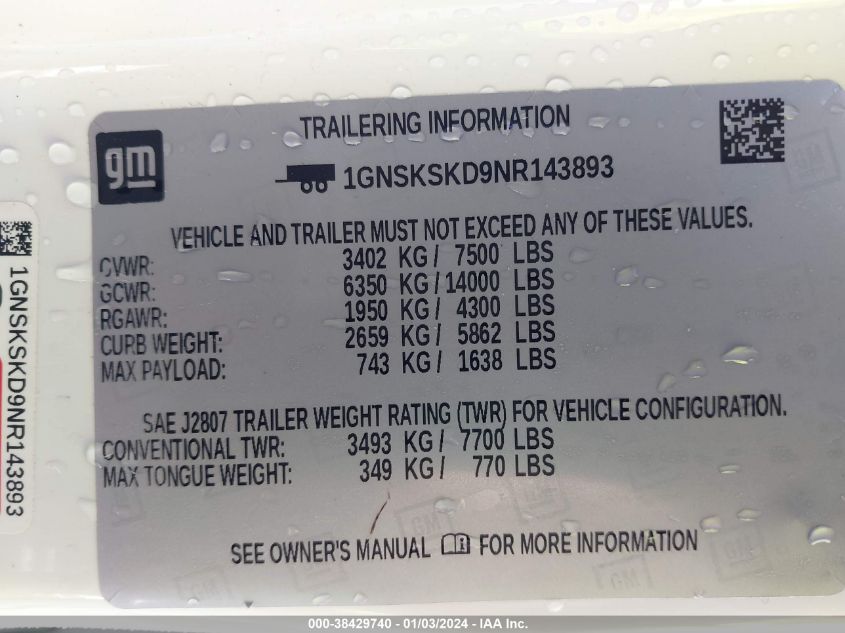 TRAILERING INFORMATION
gm
1GNSKSKD9NR143893
VEHICLE AND TRAILER MUST NOT EXCEED ANY OF THESE VALUES.
GVWR: 3402 KG / 7500 LBS
GCWR: 6350 KG / 14000 LBS
RGAWR: 1950 KG / 4300 LBS
CURB WEIGHT: 2659 KG / 5862 LBS
MAX PAYLOAD: 743 KG / 1638 LBS
SAE J2807 TRAILER WEIGHT RATING (TWR) FOR VEHICLE CONFIGURATION.
CONVENTIONAL TWR: 3493 KG / 7700 LBS
MAX TONGUE WEIGHT: 349 KG / 770 LBS
SEE OWNER'S MANUAL FOR MORE INFORMATION
1GNSKSKD9NR143893
GM
GM
GM
GM
000-38429740 - 01/03/2024 - IAA Inc.